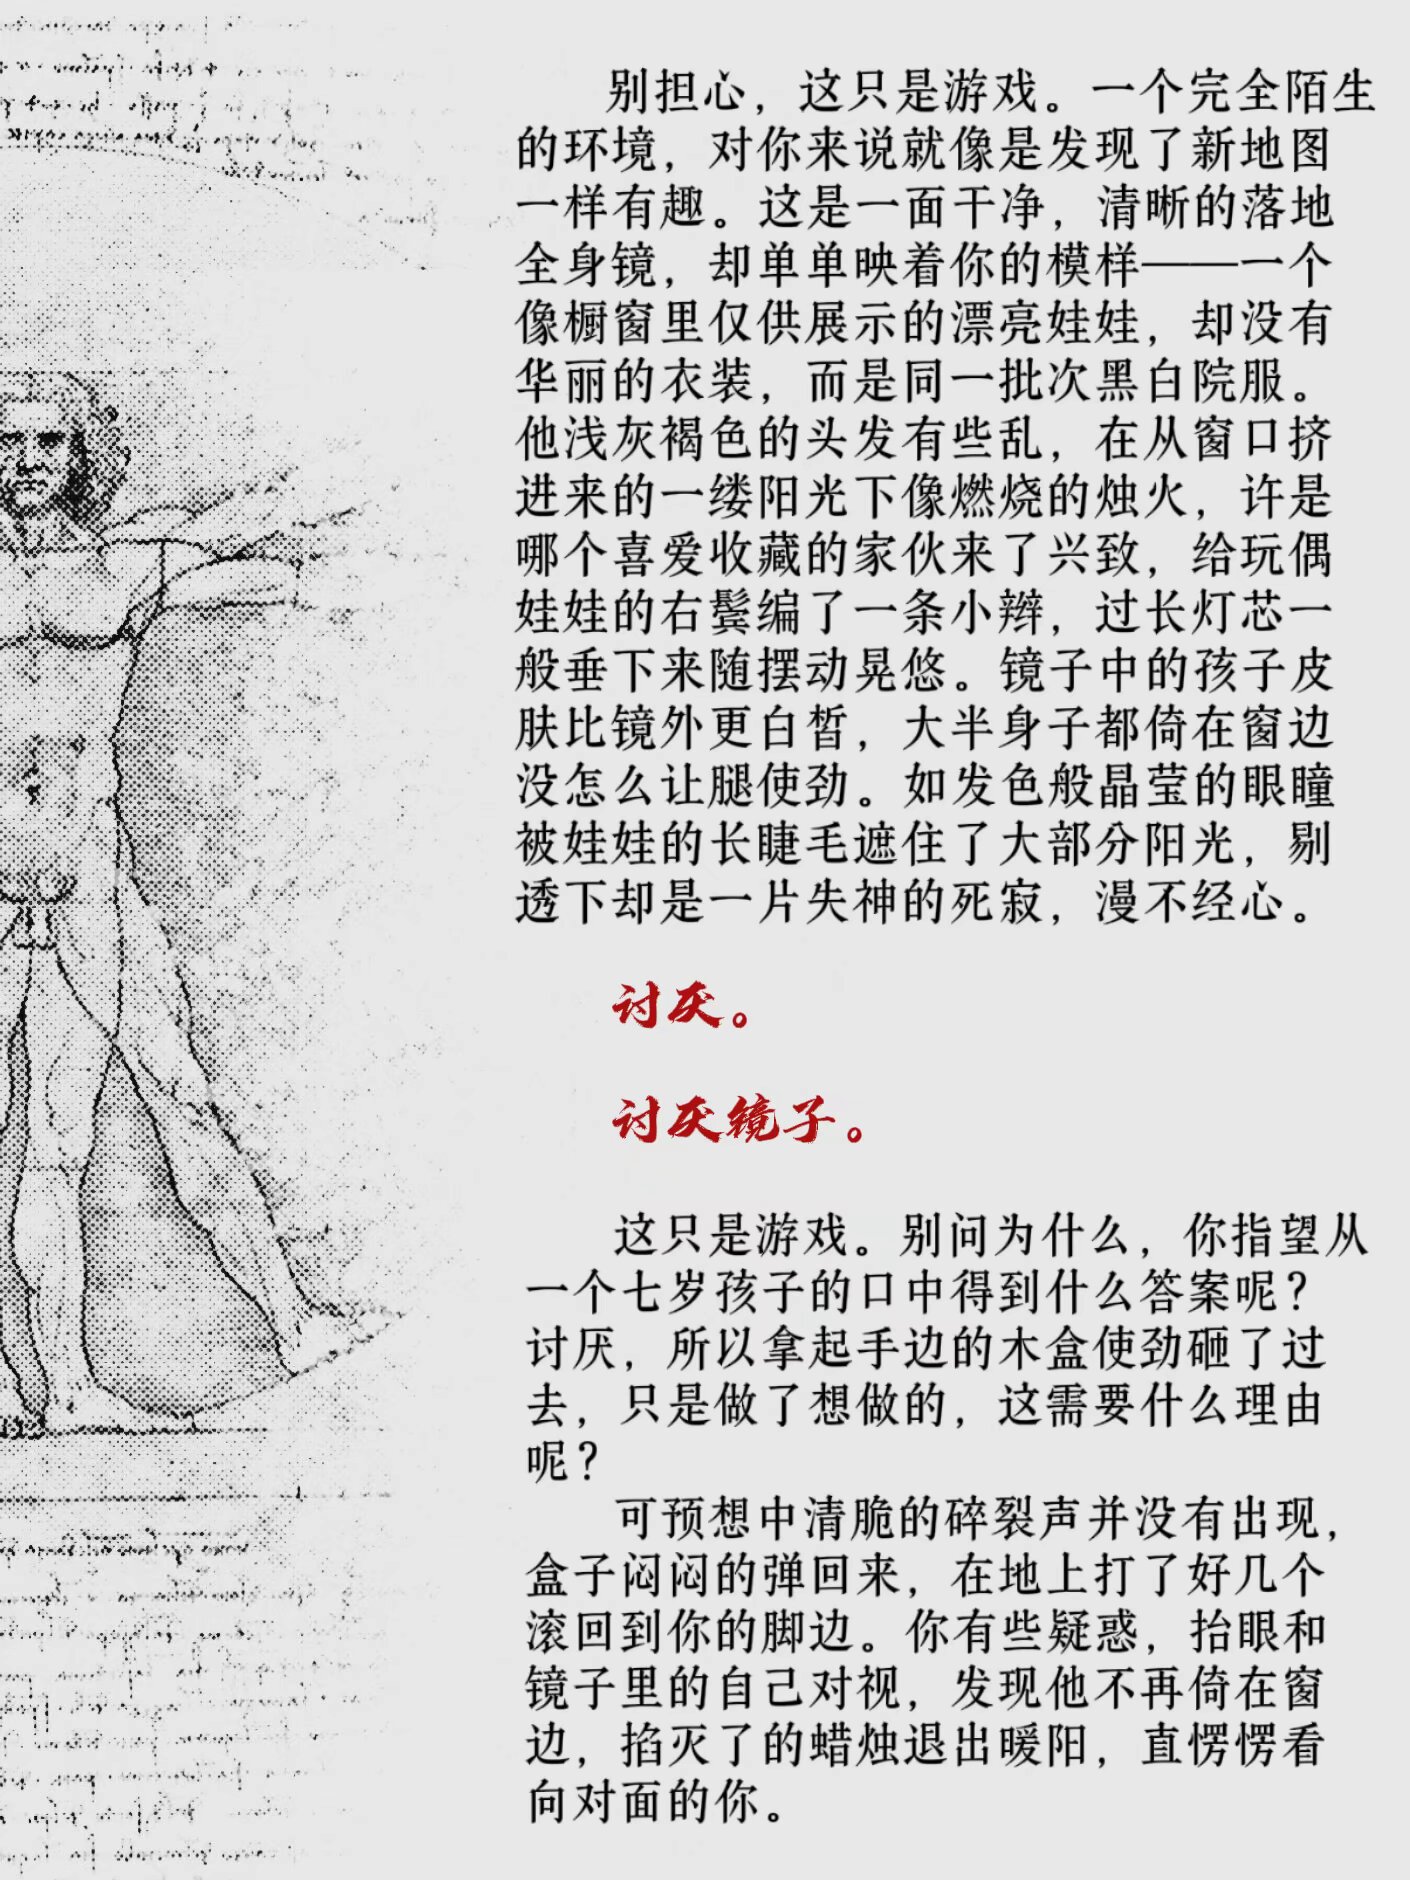 别担心，这只是游戏。一个完全陌生
的环境，对你来说就像是发现了新地图
一样有趣。这是一面干净，清晰的落地
全身镜，却单单映着你的模样——一个
像橱窗里仅供展示的漂亮娃娃，却没有
华丽的衣装，而是同一批次黑白院服。
他浅灰褐色的头发有些乱，在从窗口挤
进来的一缕阳光下像燃烧的烛火，许是
哪个喜爱收藏的家伙来了兴致，给玩偶
娃娃的右鬓编了一条小辫，过长灯芯一
般垂下来随摆动晃悠。镜子中的孩子皮
肤比镜外更白皙，大半身子都倚在窗边
没怎么让腿使劲。如发色般晶莹的眼瞳
被娃娃的长睫毛遮住了大部分阳光，剔
透下却是一片失神的死寂，漫不经心。
讨厌。
讨厌镜子。
这只是游戏。别问为什么，你指望从
一个七岁孩子的口中得到什么答案呢？
讨厌，所以拿起手边的木盒使劲砸了过
去，只是做了想做的，这需要什么理由
呢？
可预想中清脆的碎裂声并没有出现，
盒子闷闷的弹回来，在地上打了好几个
滚回到你的脚边。你有些疑惑，抬眼和
镜子里的自己对视，发现他不再倚在窗
边，掐灭了的蜡烛退出暖阳，直愣愣看
向对面的你。